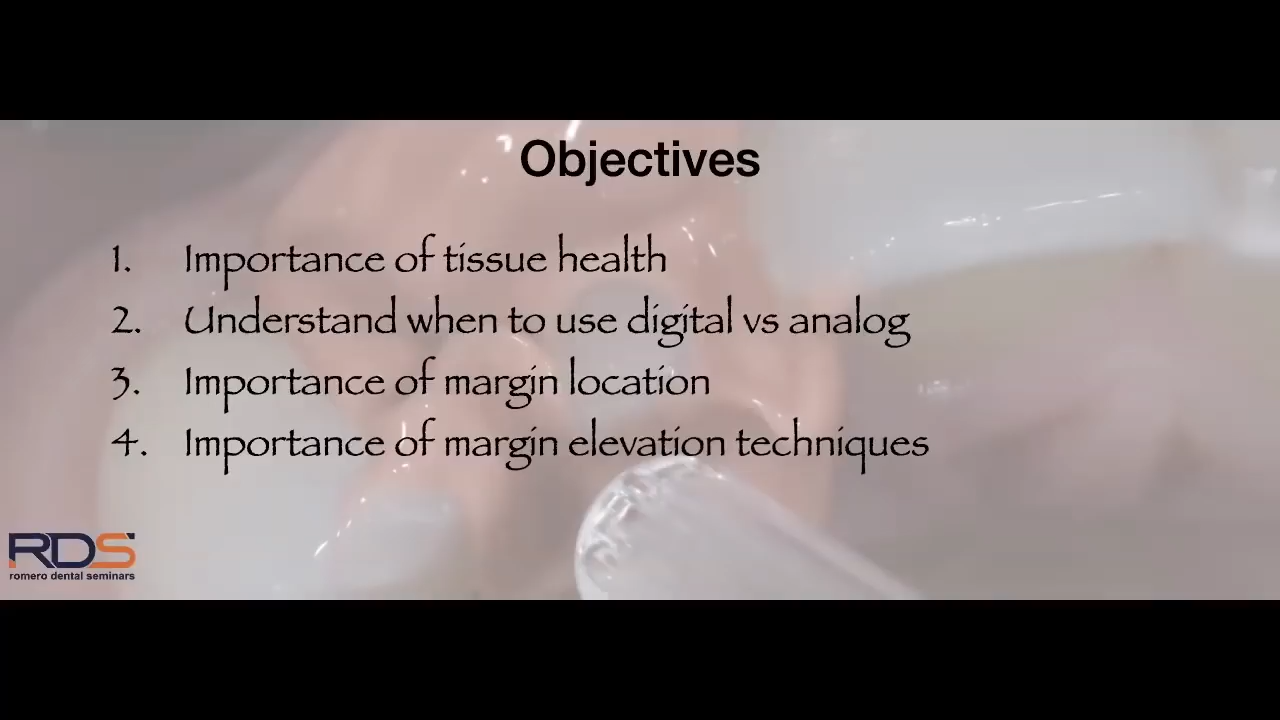 Objectives
1. Importance of tissue health
2. Understand when to use digital vs analog
3. Importance of margin location
4. Importance of margin elevation techniques
RDS
romero dental seminars